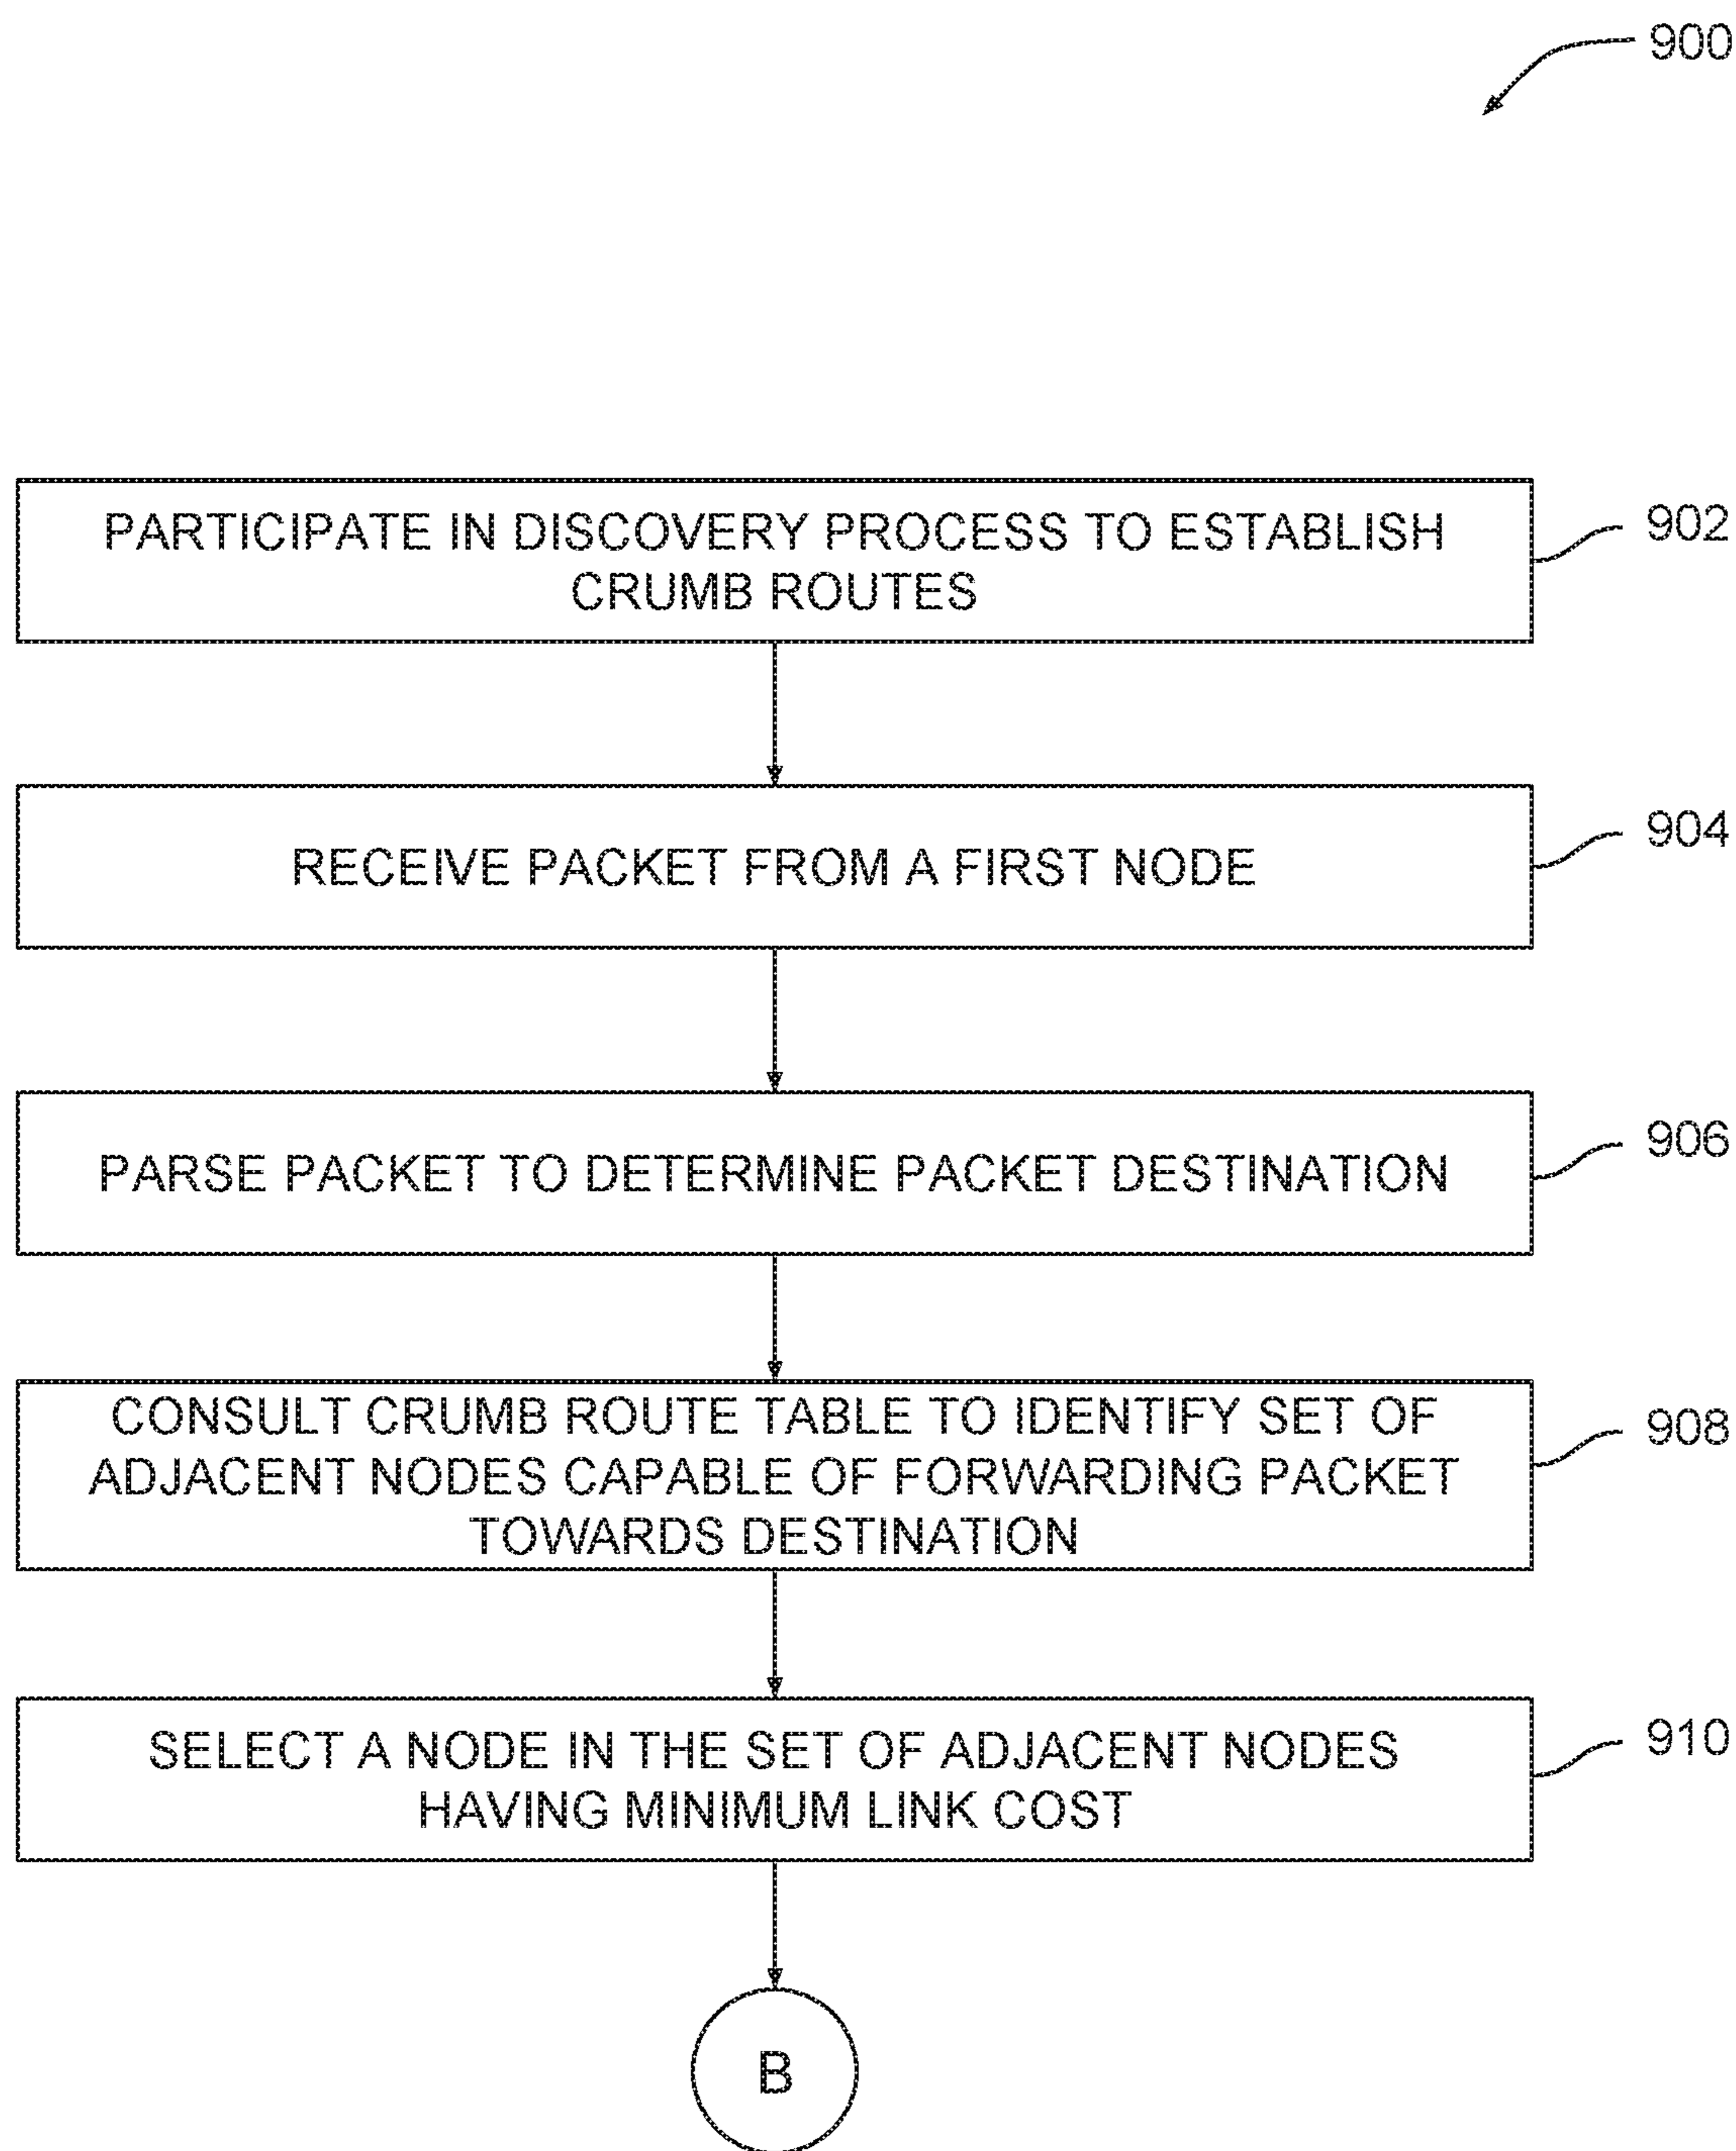 900
PARTICIPATE IN DISCOVERY PROCESS TO ESTABLISH
CRUMB ROUTES
902
RECEIVE PACKET FROM A FIRST NODE
904
PARSE PACKET TO DETERMINE PACKET DESTINATION
906
CONSULT CRUMB ROUTE TABLE TO IDENTIFY SET OF
ADJACENT NODES CAPABLE OF FORWARDING PACKET
TOWARDS DESTINATION
908
SELECT A NODE IN THE SET OF ADJACENT NODES
HAVING MINIMUM LINK COST
910
B